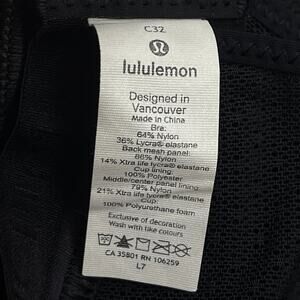 C32
lululemon
Designed in
Vancouver
Made in China
Bra:
64% Nylon
36% Lycra® elastane
Back mesh panel:
86% Nylon
14% Xtra life lycra® elastane
Cup lining:
100% Polyester
Middle/center panel lining
79% Nylon
21% Xtra life lycra® elastane
Cup:
100% Polyurethane foam
Exclusive of decoration
Wash with like colours
CA 35801 RN 106259
L7